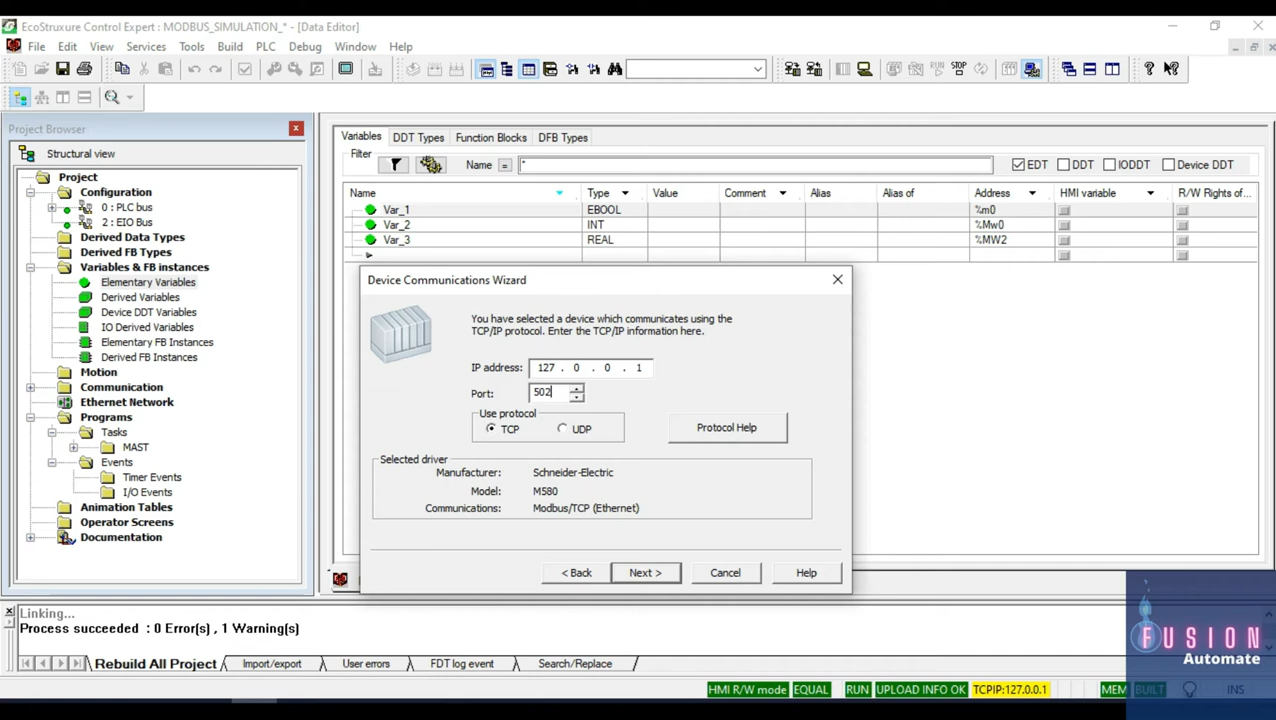 EcoStruxure Control Expert : MODBUS_SIMULATION_* - [Data Editor]
File Edit View Services Tools Build PLC Debug Window Help
Project Browser
Structural view
Project
Configuration
0 : PLC bus
2 : EIO Bus
Derived Data Types
Derived FB Types
Variables & FB instances
Elementary Variables
Derived Variables
Device DDT Variables
IO Derived Variables
Elementary FB Instances
Derived FB Instances
Motion
Communication
Ethernet Network
Programs
Tasks
MAST
Events
Timer Events
I/O Events
Animation Tables
Operator Screens
Documentation
Variables DDT Types Function Blocks DFB Types
Filter
Name = * EDT DDT IODDT Device DDT
Name Type Value Comment Alias Alias of Address HMI variable R/W Rights of...
Var_1 EBOOL %m0
Var_2 INT %Mw0
Var_3 REAL %MW2
Device Communications Wizard
You have selected a device which communicates using the
TCP/IP protocol. Enter the TCP/IP information here.
IP address: 127 . 0 . 0 . 1
Port: 502
Use protocol
TCP UDP
Protocol Help
Selected driver
Manufacturer: Schneider-Electric
Model: M580
Communications: Modbus/TCP (Ethernet)
< Back Next > Cancel Help
Linking...
Process succeeded : 0 Error(s) , 1 Warning(s)
Rebuild All Project Import/export User errors FDT log event Search/Replace
HMI R/W mode EQUAL RUN UPLOAD INFO OK TCPIP:127.0.0.1 MEM BUILT INS
FUSION
Automate